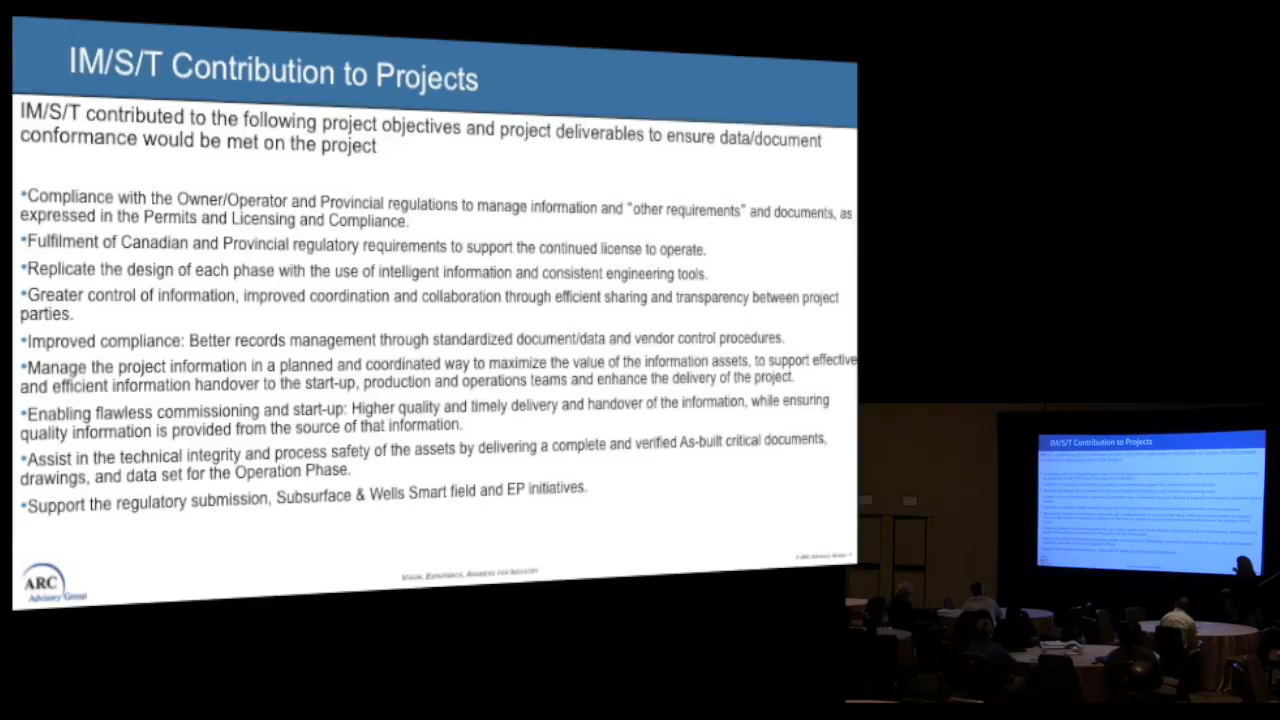 IM/S/T Contribution to Projects
IM/S/T contributed to the following project objectives and project deliverables to ensure data/document
conformance would be met on the project
•Compliance with the Owner/Operator and Provincial regulations to manage information and "other requirements" and documents, as
expressed in the Permits and Licensing and Compliance.
•Fulfilment of Canadian and Provincial regulatory requirements to support the continued license to operate.
•Replicate the design of each phase with the use of intelligent information and consistent engineering tools.
•Greater control of information, improved coordination and collaboration through efficient sharing and transparency between project
parties.
•Improved compliance: Better records management through standardized document/data and vendor control procedures.
•Manage the project information in a planned and coordinated way to maximize the value of the information assets, to support effective
and efficient information handover to the start-up, production and operations teams and enhance the delivery of the project.
•Enabling flawless commissioning and start-up: Higher quality and timely delivery and handover of the information, while ensuring
quality information is provided from the source of that information.
•Assist in the technical integrity and process safety of the assets by delivering a complete and verified As-built critical documents,
drawings, and data set for the Operation Phase.
•Support the regulatory submission, Subsurface & Wells Smart field and EP initiatives.
ARC
Advisory Group
VISION, EXPERIENCE, ANSWERS FOR INDUSTRY
© ARC Advisory Group •
IM/S/T Contribution to Projects